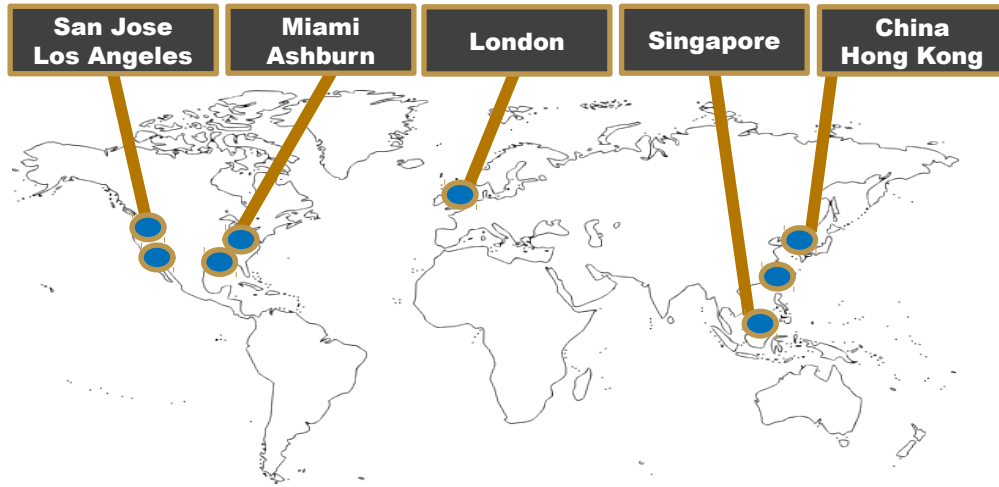 San Jose
Los Angeles
Miami
Ashburn
London
Singapore
China
Hong Kong